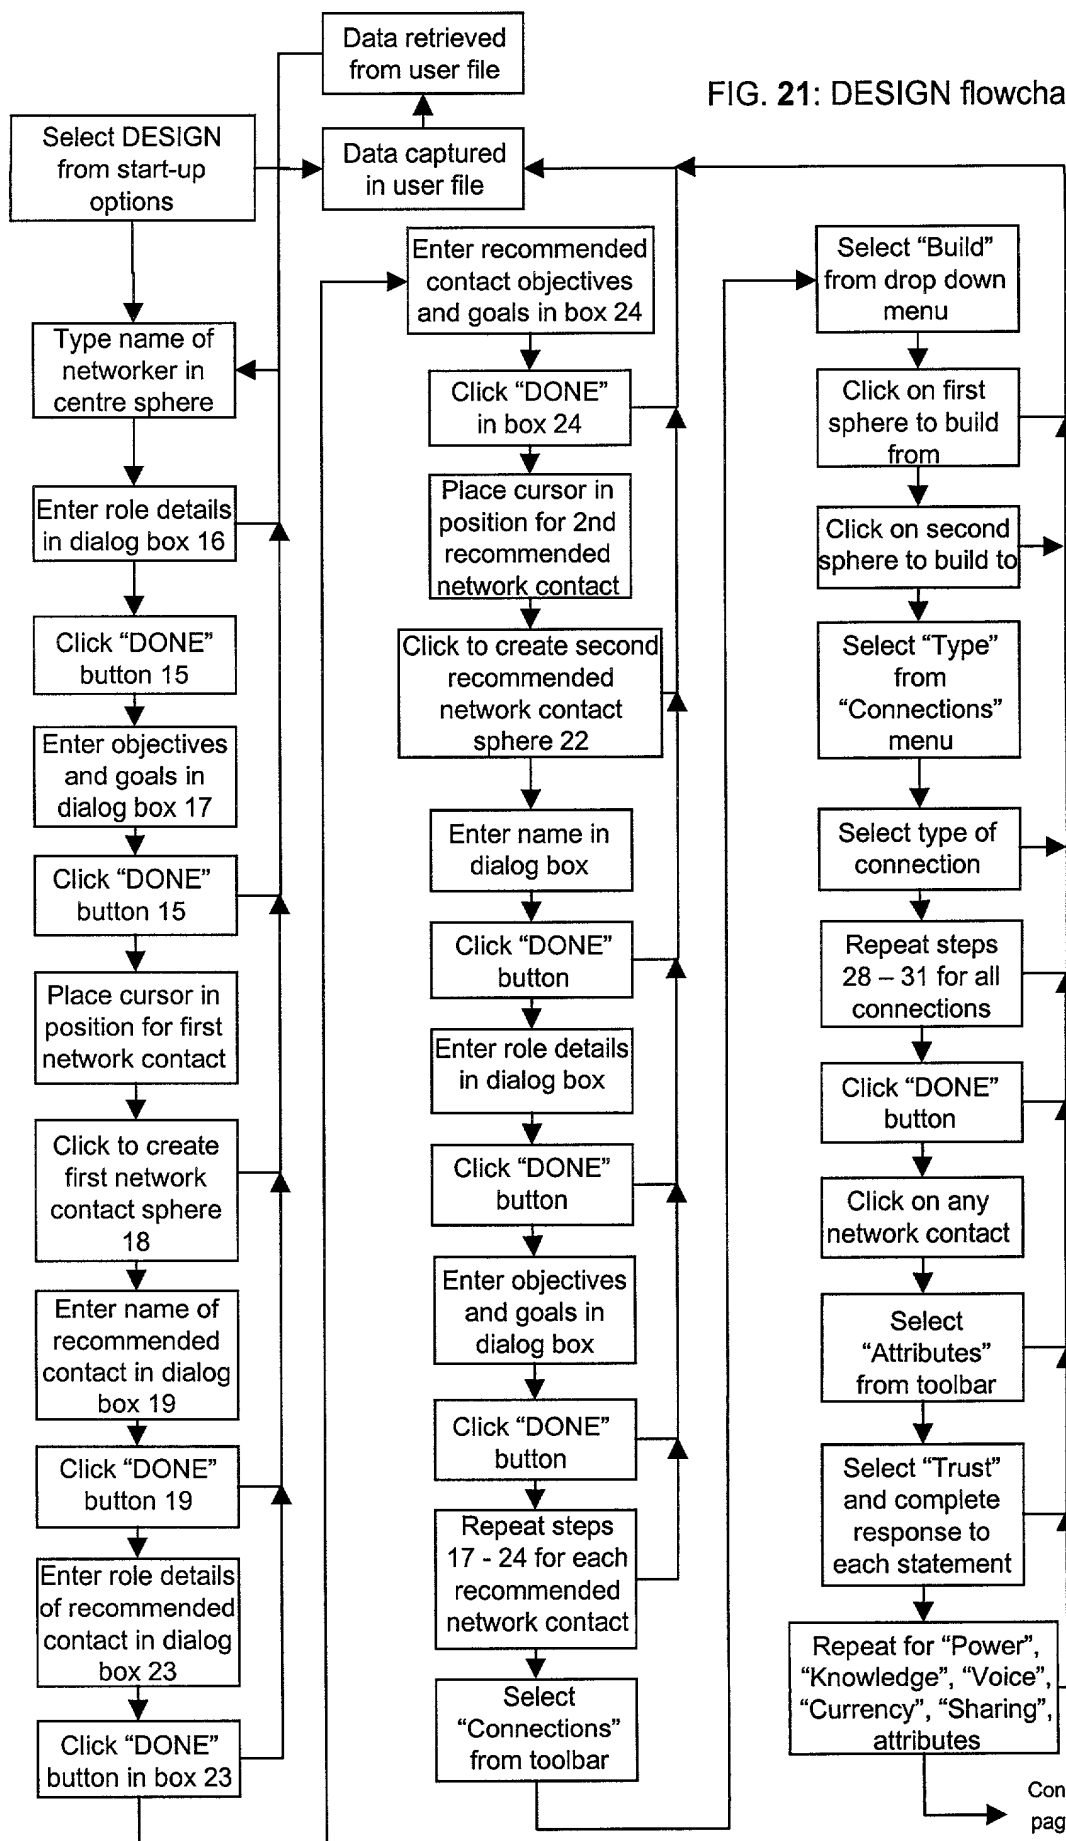 Data retrieved
from user file
FIG. 21: DESIGN flowcha
Select DESIGN
from start-up
options
Data captured
in user file
Type name of
networker in
centre sphere
Enter role details
in dialog box 16
Click “DONE”
button 15
Enter objectives
and goals in
dialog box 17
Click “DONE”
button 15
Place cursor in
position for first
network contact
Click to create
first network
contact sphere
18
Enter name of
recommended
contact in dialog
box 19
Click “DONE”
button 19
Enter role details
of recommended
contact in dialog
box 23
Click “DONE”
button in box 23
Enter recommended
contact objectives
and goals in box 24
Click “DONE”
in box 24
Place cursor in
position for 2nd
recommended
network contact
Click to create second
recommended
network contact
sphere 22
Enter name in
dialog box
Click “DONE”
button
Enter role details
in dialog box
Click “DONE”
button
Enter objectives
and goals in
dialog box
Click “DONE”
button
Repeat steps
17 - 24 for each
recommended
network contact
Select
“Connections”
from toolbar
Select “Build”
from drop down
menu
Click on first
sphere to build
from
Click on second
sphere to build to
Select “Type”
from
“Connections”
menu
Select type of
connection
Repeat steps
28 – 31 for all
connections
Click “DONE”
button
Click on any
network contact
Select
“Attributes”
from toolbar
Select “Trust”
and complete
response to
each statement
Repeat for “Power”,
“Knowledge”, “Voice”,
“Currency”, “Sharing”,
attributes
Con
pag